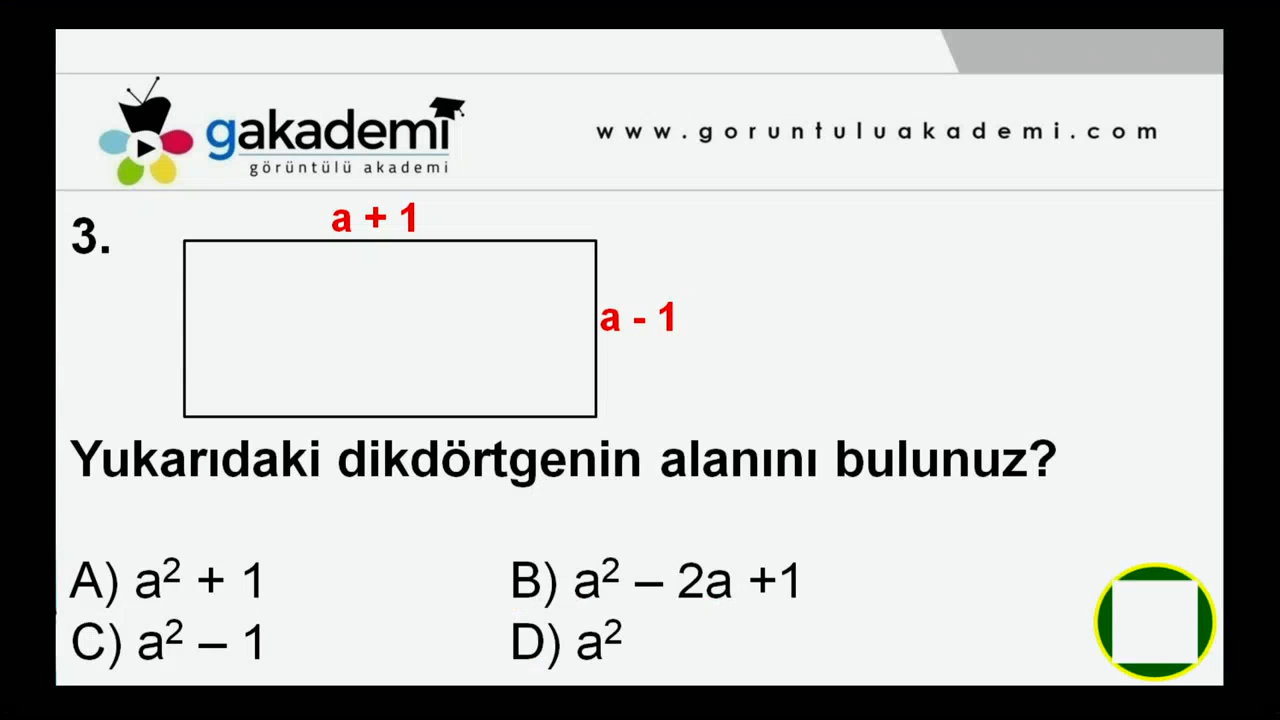 gakademi
görüntülü akademi
www.goruntuluakademi.com
3.
a + 1
a - 1
Yukarıdaki dikdörtgenin alanını bulunuz?
A) a² + 1
B) a² – 2a +1
C) a² – 1
D) a²